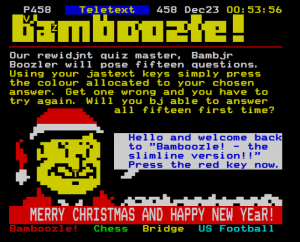 P458 Teletext 458 Dec23 00:53:56
bamboozle!
Our rewidjnt quiz master, Bambjr
Boozler will pose fifteen questions.
Using your jastext keys simply press
the colour allocated to your chosen
answer. Get one wrong and you have to
try again. Will you bj able to answer
all fifteen first time?
Hello and welcome back
to "Bamboozle! - the
slimline version!!"
Press the red key now.
MERRY CHRISTMAS AND HAPPY NEW YEaR!
Bamboozle! Chess Bridge US Football